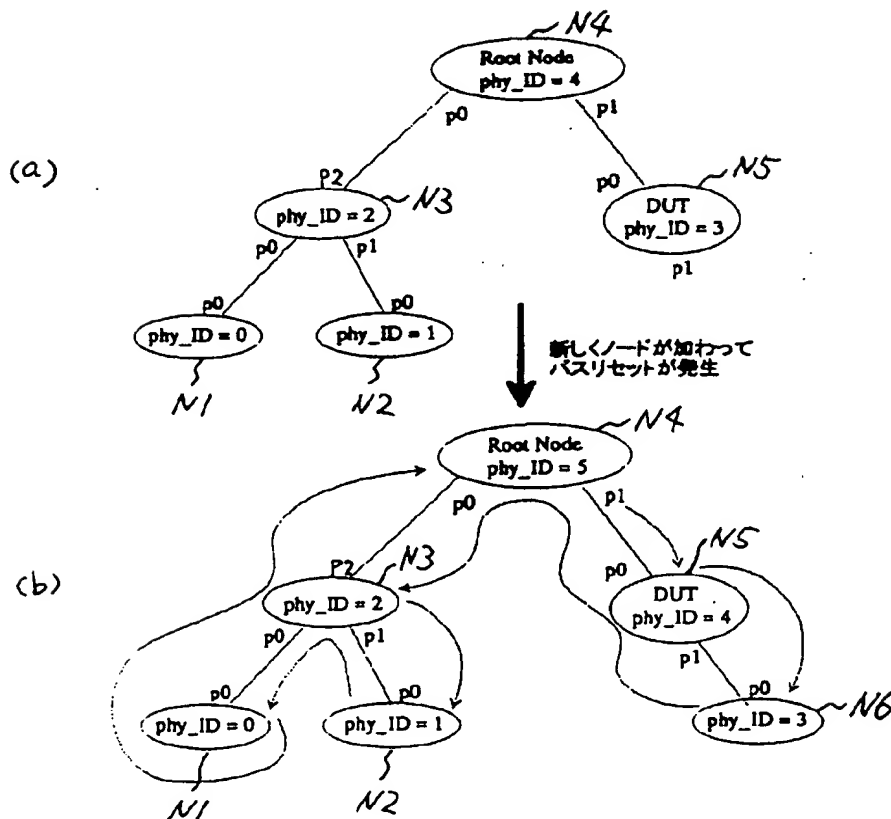 N4
Root Node
phy_ID = 4
p0
p1
(a)
P2
N3
phy_ID = 2
p0
p1
p0
N5
DUT
phy_ID = 3
p1
p0
phy_ID = 0
p0
phy_ID = 1
N1
N2
新しくノードが加わって
バスリセットが発生
N4
Root Node
phy_ID = 5
p0
p1
(b)
P2
N3
phy_ID = 2
p0
p1
p0
N5
DUT
phy_ID = 4
p1
p0
phy_ID = 0
p0
phy_ID = 1
p0
phy_ID = 3
N6
N1
N2